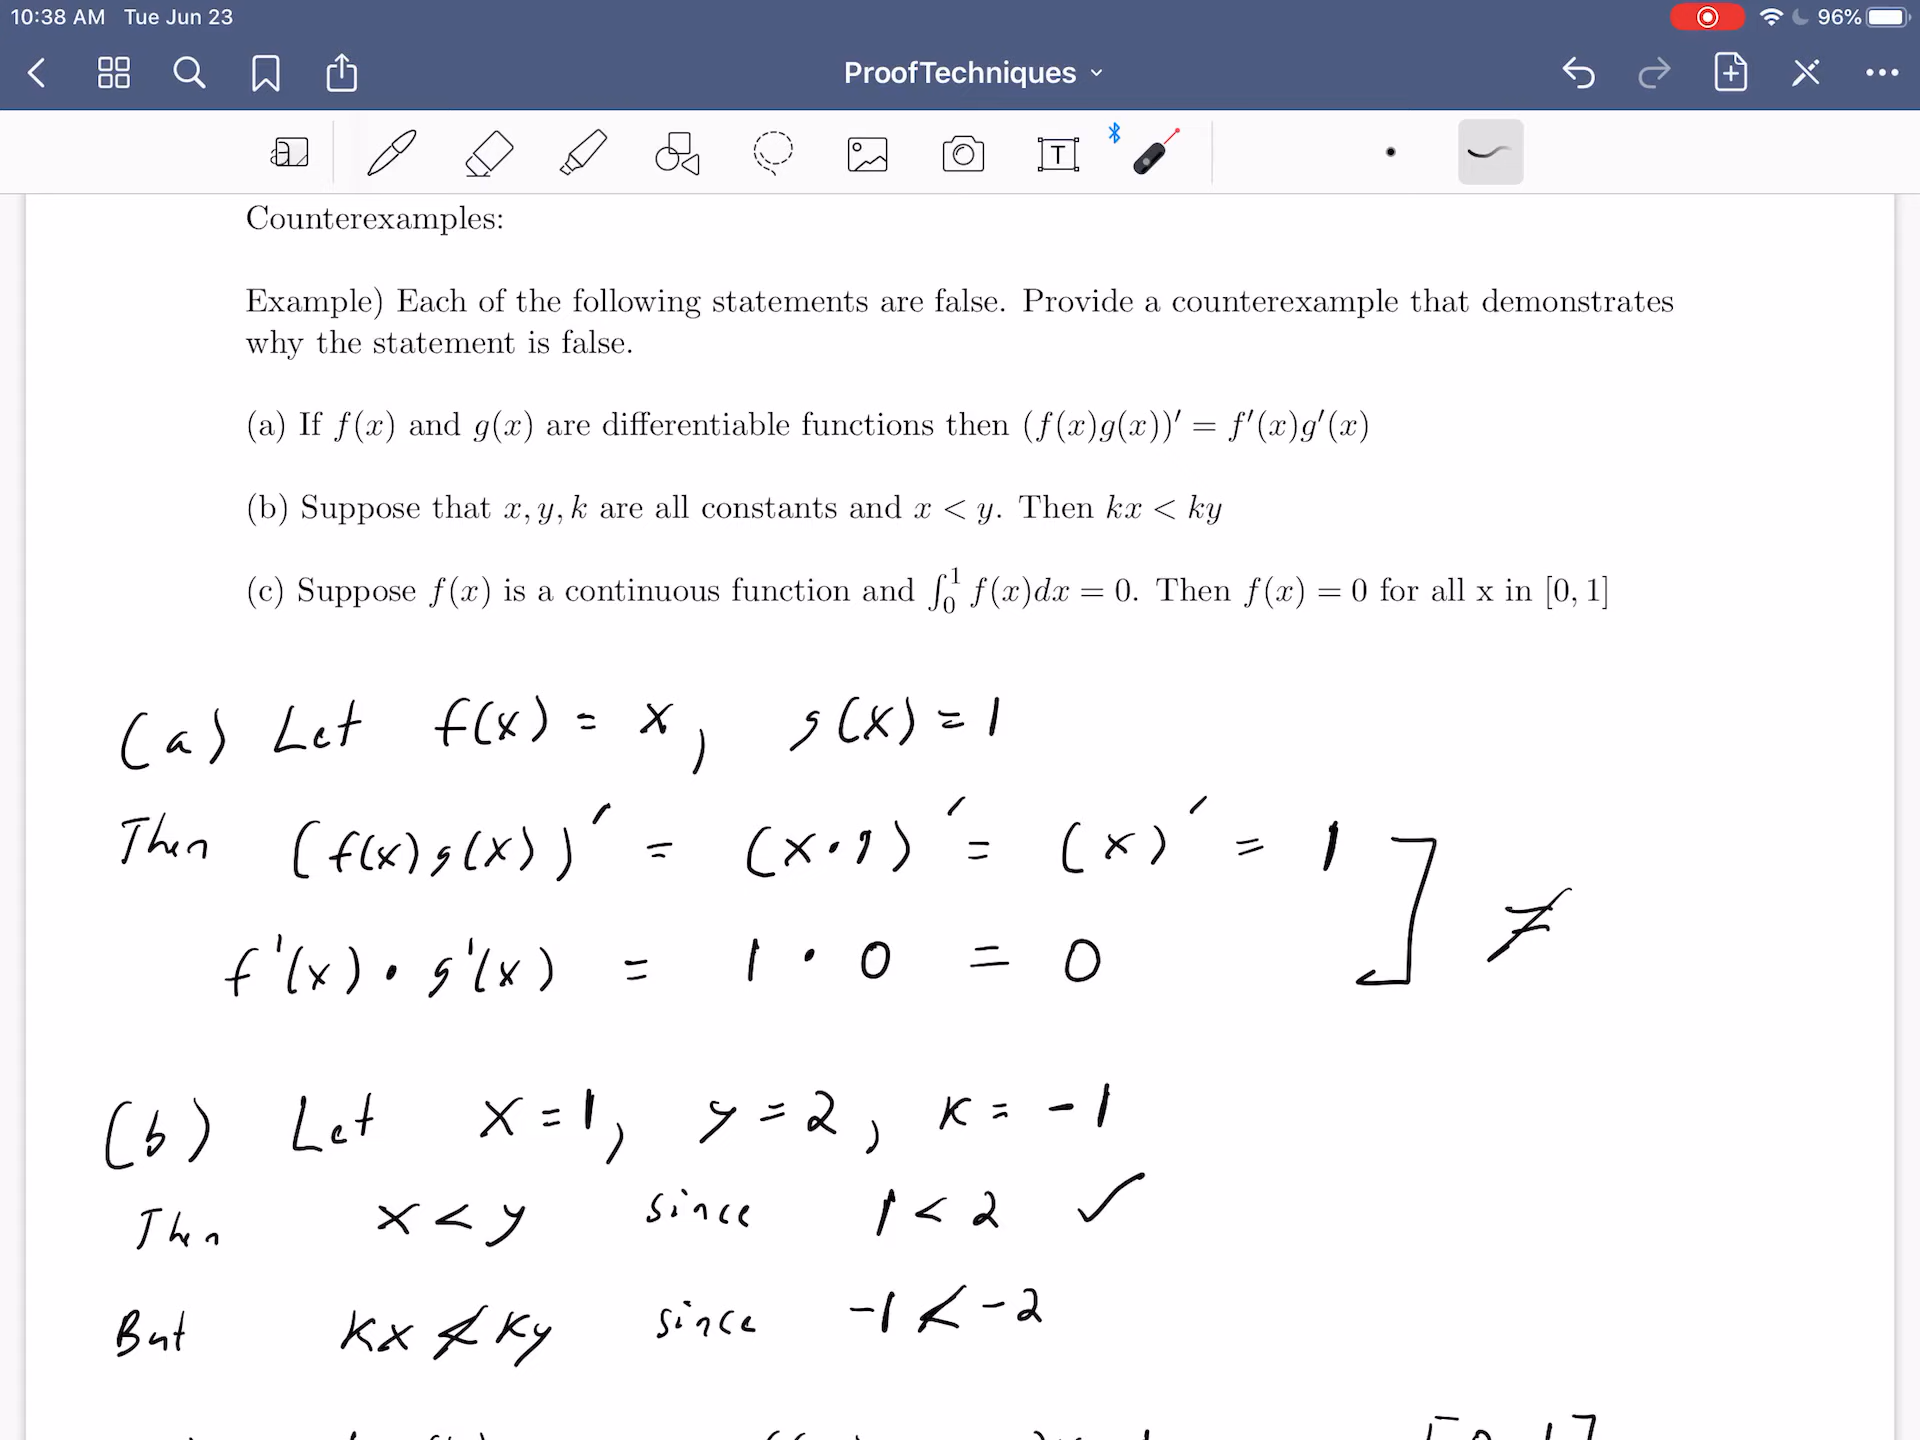 10:38 AM Tue Jun 23 96%
ProofTechniques
Counterexamples:
Example) Each of the following statements are false. Provide a counterexample that demonstrates
why the statement is false.
(a) If f(x) and g(x) are differentiable functions then (f(x)g(x))′ = f′(x)g′(x)
(b) Suppose that x, y, k are all constants and x < y. Then kx < ky
(c) Suppose f(x) is a continuous function and ∫₀¹ f(x)dx = 0. Then f(x) = 0 for all x in [0, 1]
(a) Let f(x) = x, g(x) = 1
Then (f(x)g(x))′ = (x·1)′ = (x)′ = 1
≠
f'(x) · g'(x) = 1 · 0 = 0
(b) Let x = 1, y = 2, k = -1
Then x < y since 1 < 2 ✓
But kx ≮ ky since -1 ≮ -2